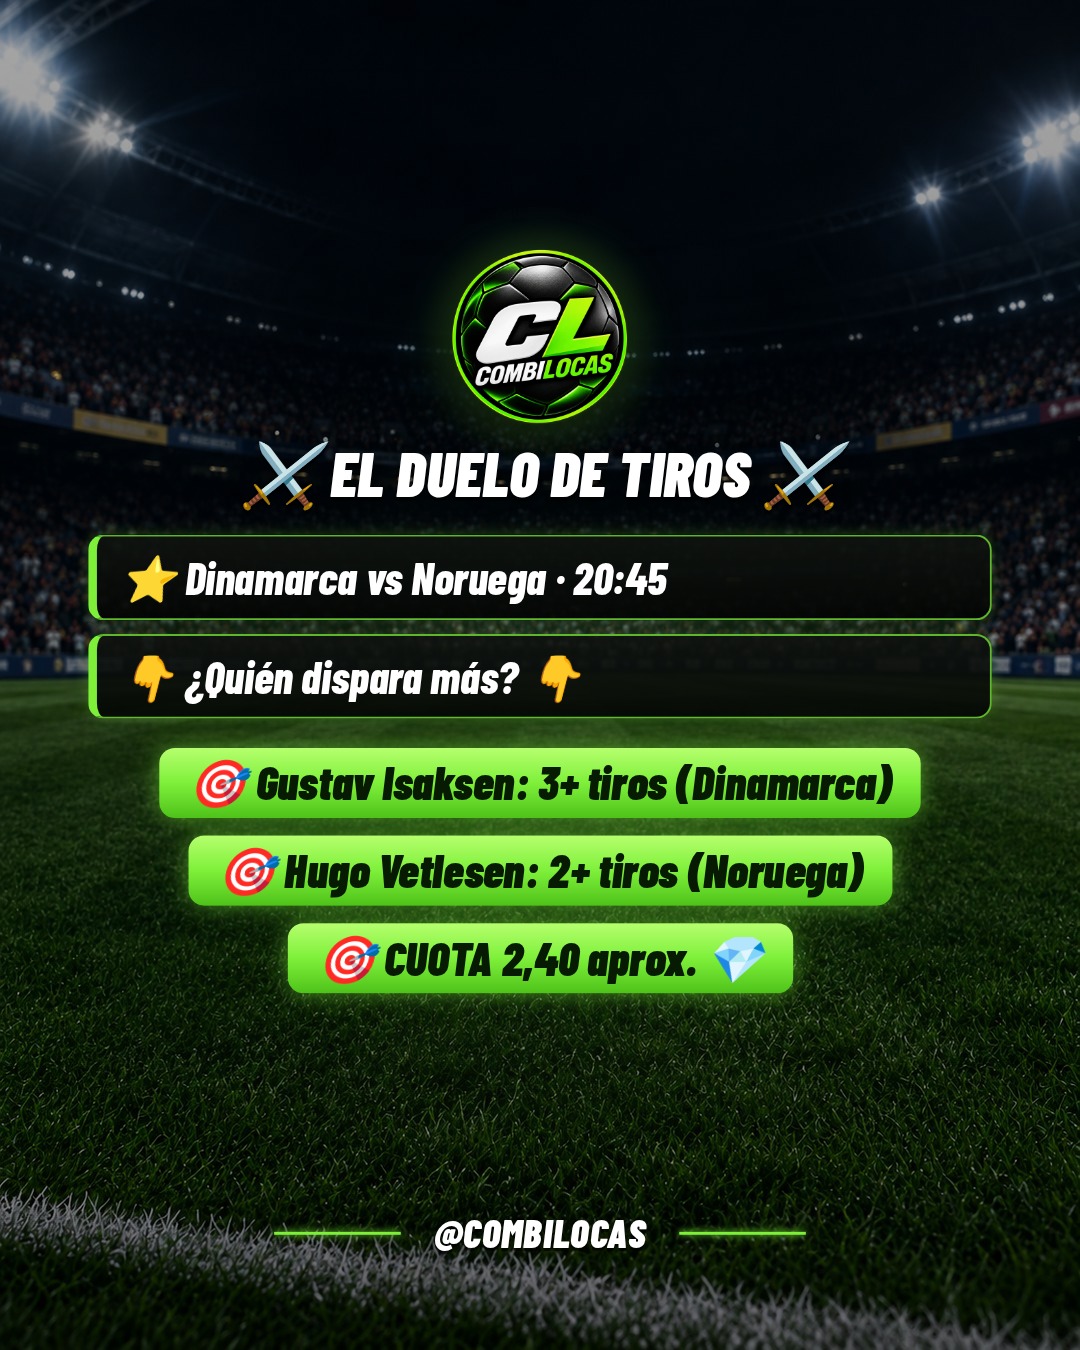 CL
COMBILOCAS
⚔️ EL DUELO DE TIROS ⚔️
⭐ Dinamarca vs Noruega · 20:45
👇 ¿Quién dispara más? 👇
🎯 Gustav Isaksen: 3+ tiros (Dinamarca)
🎯 Hugo Vetlesen: 2+ tiros (Noruega)
🎯 CUOTA 2,40 aprox. 💎
@COMBILOCAS